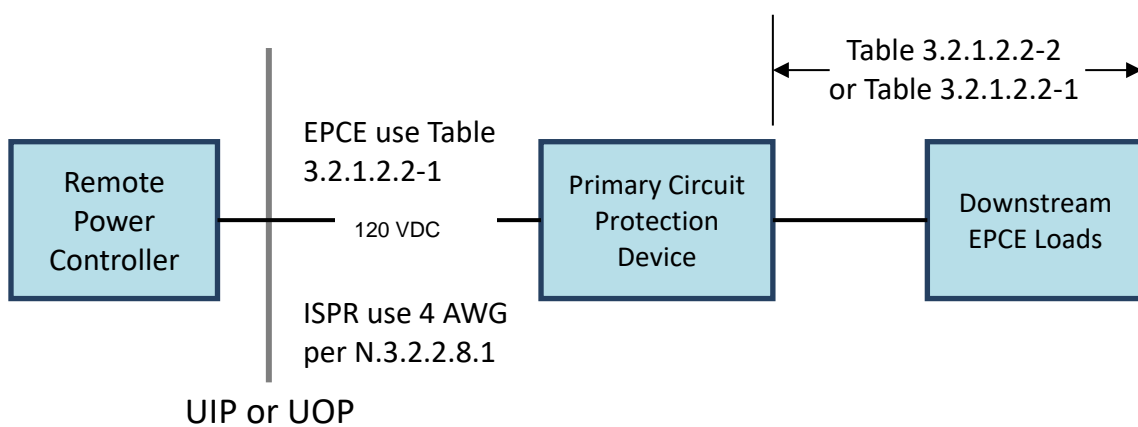 Table 3.2.1.2.2-2
or Table 3.2.1.2.2-1
EPCE use Table
3.2.1.2.2-1
Remote
Power
Controller
120 VDC
Primary Circuit
Protection
Device
Downstream
EPCE Loads
ISPR use 4 AWG
per N.3.2.2.8.1
UIP or UOP